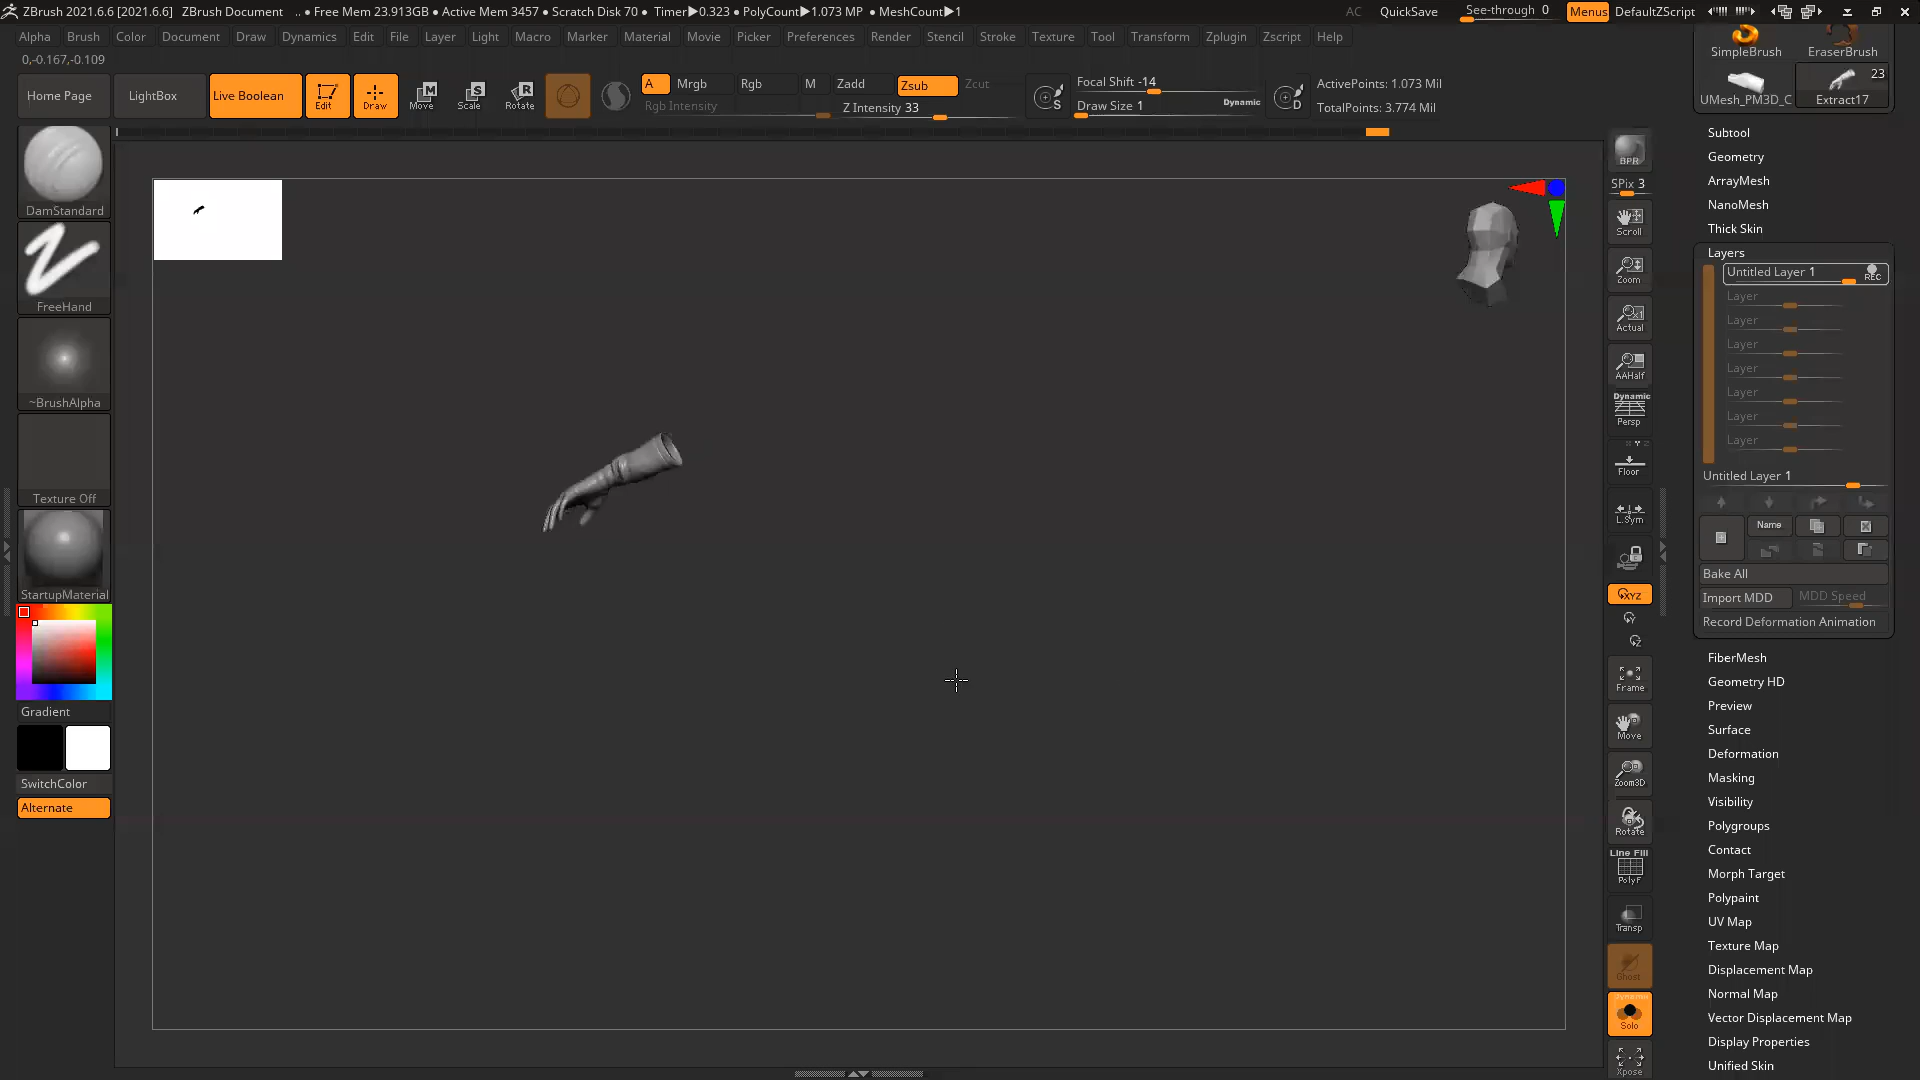 ZBrush 2021.6.6 [2021.6.6] ZBrush Document .. ● Free Mem 23.913GB ● Active Mem 3457 ● Scratch Disk 70 ● Timer▶0.323 ● PolyCount▶1.073 MP ● MeshCount▶1 AC QuickSave See-through 0 Menus DefaultZScript
Alpha Brush Color Document Draw Dynamics Edit File Layer Light Macro Marker Material Movie Picker Preferences Render Stencil Stroke Texture Tool Transform Zplugin Zscript Help
0,-0.167,-0.109
Home Page LightBox Live Boolean Edit Draw Move Scale Rotate
M S R
A Mrgb Rgb M Zadd Zsub Zcut
Rgb Intensity Z Intensity 33
S Focal Shift -14
Draw Size 1 Dynamic
D
ActivePoints: 1.073 Mil
TotalPoints: 3.774 Mil
SimpleBrush EraserBrush
23
UMesh_PM3D_C Extract17
DamStandard
FreeHand
~BrushAlpha
Texture Off
StartupMaterial
Gradient
SwitchColor
Alternate
BPR
SPix 3
Scroll
Zoom
Actual
AAHalf
Dynamic
Persp
Floor
L.Sym
XYZ
Y
Z
Frame
Move
Zoom3D
Rotate
Line Fill
PolyF
Transp
Ghost
Dynamic
Solo
Xpose
Subtool
Geometry
ArrayMesh
NanoMesh
Thick Skin
Layers
Untitled Layer 1 REC
Layer
Layer
Layer
Layer
Layer
Layer
Layer
Untitled Layer 1
Name
Bake All
Import MDD MDD Speed
Record Deformation Animation
FiberMesh
Geometry HD
Preview
Surface
Deformation
Masking
Visibility
Polygroups
Contact
Morph Target
Polypaint
UV Map
Texture Map
Displacement Map
Normal Map
Vector Displacement Map
Display Properties
Unified Skin